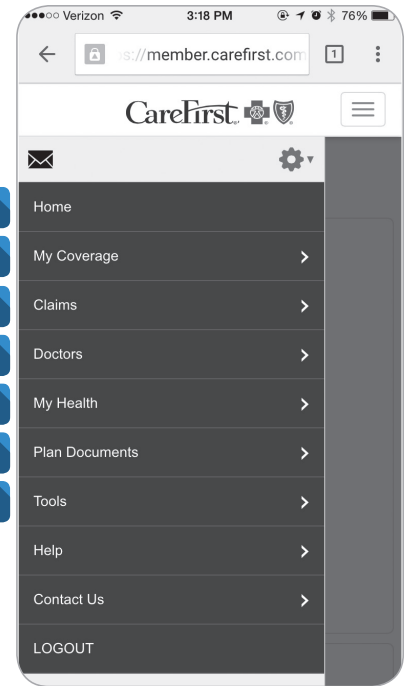 Verizon 3:18 PM 76%
s://member.carefirst.com 1
CareFirst
Home
My Coverage
Claims
Doctors
My Health
Plan Documents
Tools
Help
Contact Us
LOGOUT